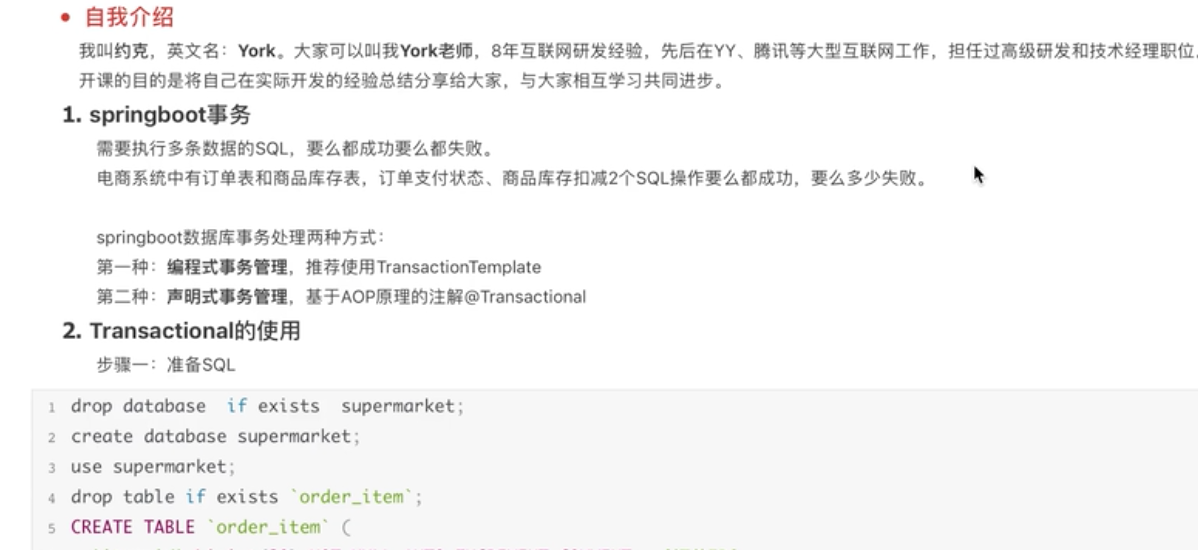 • 自我介绍
我叫约克，英文名：York。大家可以叫我York老师，8年互联网研发经验，先后在YY、腾讯等大型互联网工作，担任过高级研发和技术经理职位。
开课的目的是将自己在实际开发的经验总结分享给大家，与大家相互学习共同进步。
1. springboot事务
需要执行多条数据的SQL，要么都成功要么都失败。
电商系统中有订单表和商品库存表，订单支付状态、商品库存扣减2个SQL操作要么都成功，要么多少失败。
springboot数据库事务处理两种方式：
第一种：编程式事务管理，推荐使用TransactionTemplate
第二种：声明式事务管理，基于AOP原理的注解@Transactional
2. Transactional的使用
步骤一：准备SQL
1 drop database  if exists  supermarket;
2 create database supermarket;
3 use supermarket;
4 drop table if exists `order_item`;
5 CREATE TABLE `order_item` (